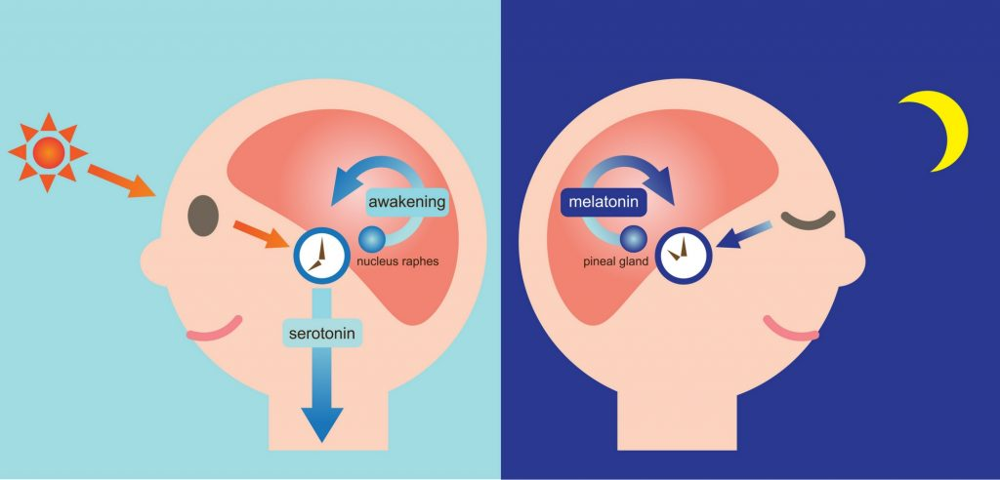 awakening
nucleus raphes
serotonin
melatonin
pineal gland